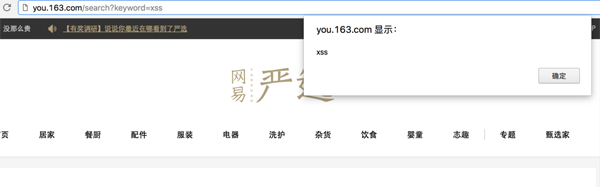 you.163.com/search?keyword=xss
没那么贵 【有奖调研】说说你最近在哪看到了严选
you.163.com 显示：
xss
确定
网易 严选
页 居家 餐厨 配件 服装 电器 洗护 杂货 饮食 婴童 志趣 专题 甄选家